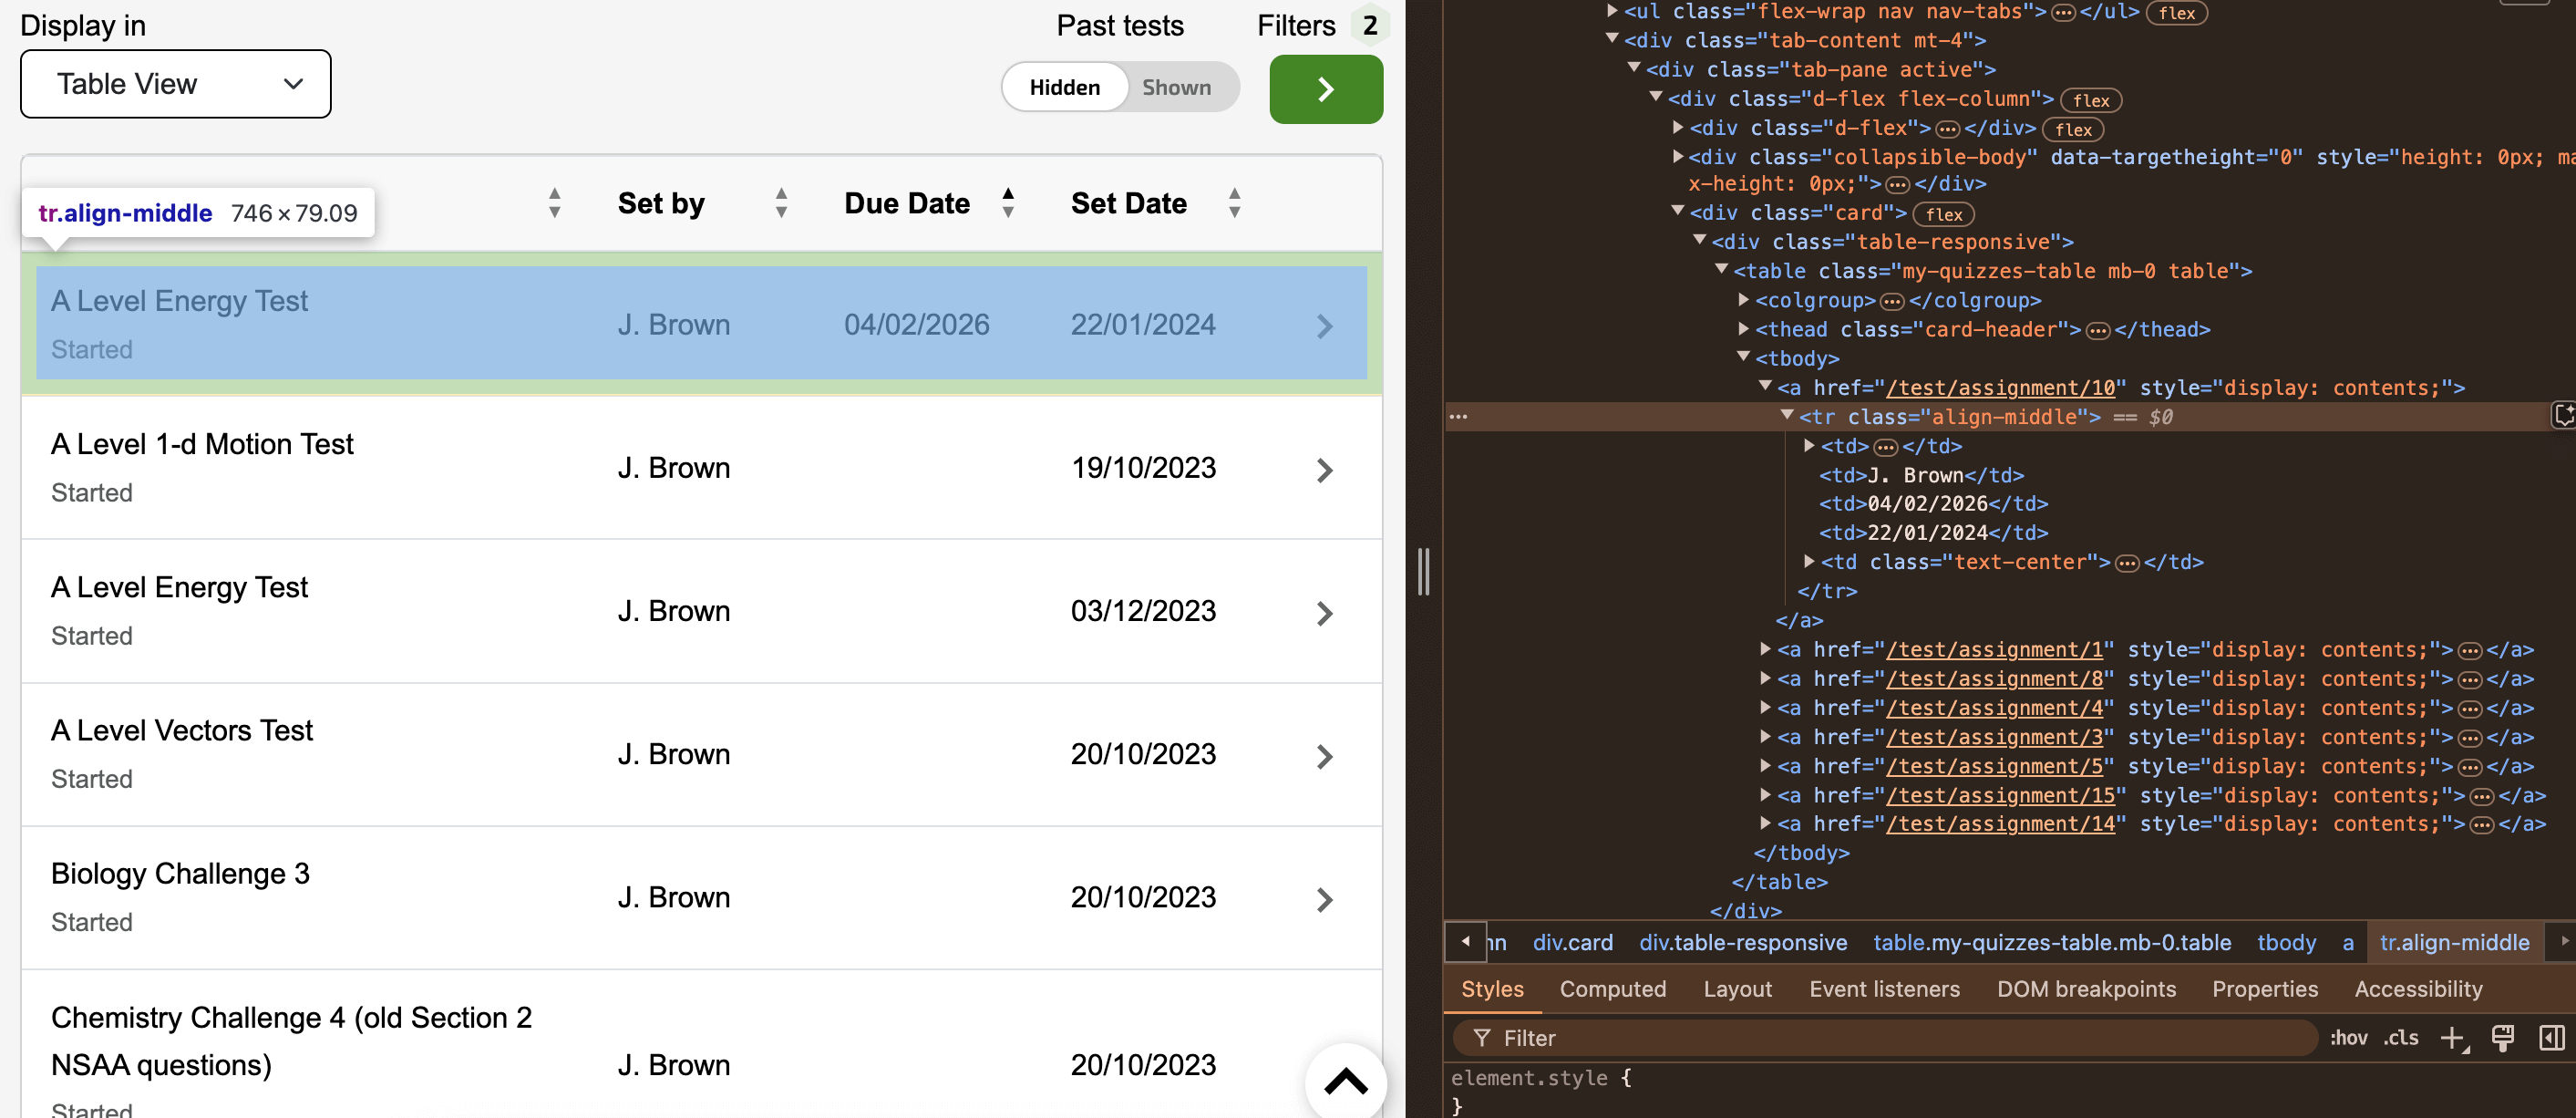 Display in
Past tests
Filters 2
Table View
Hidden Shown
tr.align-middle 746×79.09
Set by Due Date Set Date
A Level Energy Test
Started
J. Brown 04/02/2026 22/01/2024
A Level 1-d Motion Test
Started
J. Brown 19/10/2023
A Level Energy Test
Started
J. Brown 03/12/2023
A Level Vectors Test
Started
J. Brown 20/10/2023
Biology Challenge 3
Started
J. Brown 20/10/2023
Chemistry Challenge 4 (old Section 2
NSAA questions)
Started
J. Brown 20/10/2023
<ul class="flex-wrap nav nav-tabs">…</ul> flex
<div class="tab-content mt-4">
<div class="tab-pane active">
<div class="d-flex flex-column"> flex
<div class="d-flex">…</div> flex
<div class="collapsible-body" data-targetheight="0" style="height: 0px; ma
x-height: 0px;">…</div>
<div class="card"> flex
<div class="table-responsive">
<table class="my-quizzes-table mb-0 table">
<colgroup>…</colgroup>
<thead class="card-header">…</thead>
<tbody>
<a href="/test/assignment/10" style="display: contents;">
… <tr class="align-middle"> == $0
<td>…</td>
<td>J. Brown</td>
<td>04/02/2026</td>
<td>22/01/2024</td>
<td class="text-center">…</td>
</tr>
</a>
<a href="/test/assignment/1" style="display: contents;">…</a>
<a href="/test/assignment/8" style="display: contents;">…</a>
<a href="/test/assignment/4" style="display: contents;">…</a>
<a href="/test/assignment/3" style="display: contents;">…</a>
<a href="/test/assignment/5" style="display: contents;">…</a>
<a href="/test/assignment/15" style="display: contents;">…</a>
<a href="/test/assignment/14" style="display: contents;">…</a>
</tbody>
</table>
</div>
div.card div.table-responsive table.my-quizzes-table.mb-0.table tbody a tr.align-middle
Styles Computed Layout Event listeners DOM breakpoints Properties Accessibility
Filter :hov .cls
element.style {
}